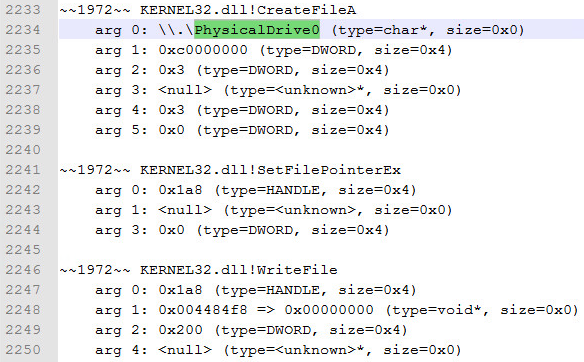 2233 ~~1972~~ KERNEL32.dll!CreateFileA
2234 arg 0: \\.\PhysicalDrive0 (type=char*, size=0x0)
2235 arg 1: 0xc0000000 (type=DWORD, size=0x4)
2236 arg 2: 0x3 (type=DWORD, size=0x4)
2237 arg 3: <null> (type=<unknown>*, size=0x0)
2238 arg 4: 0x3 (type=DWORD, size=0x4)
2239 arg 5: 0x0 (type=DWORD, size=0x4)
2240
2241 ~~1972~~ KERNEL32.dll!SetFilePointerEx
2242 arg 0: 0x1a8 (type=HANDLE, size=0x4)
2243 arg 1: <null> (type=<unknown>, size=0x0)
2244 arg 3: 0x0 (type=DWORD, size=0x4)
2245
2246 ~~1972~~ KERNEL32.dll!WriteFile
2247 arg 0: 0x1a8 (type=HANDLE, size=0x4)
2248 arg 1: 0x004484f8 => 0x00000000 (type=void*, size=0x0)
2249 arg 2: 0x200 (type=DWORD, size=0x4)
2250 arg 4: <null> (type=<unknown>*, size=0x0)